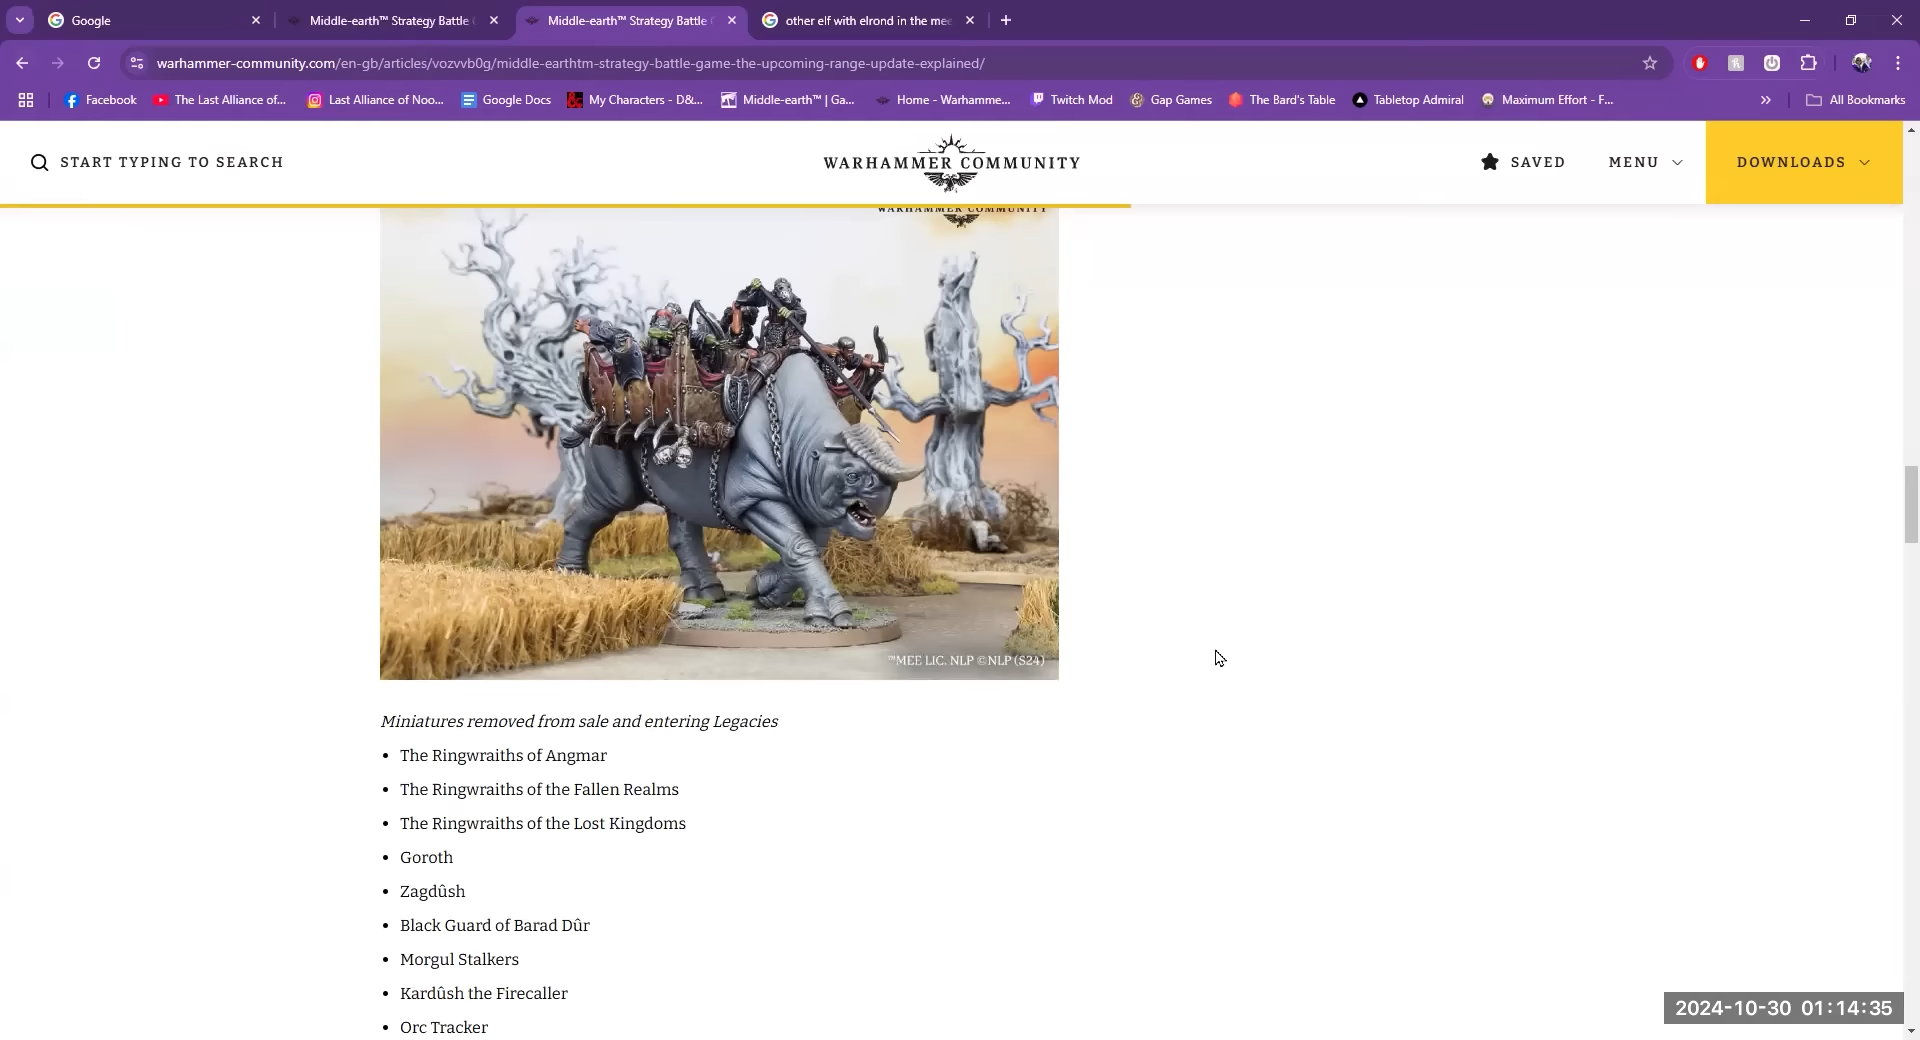 Google
Middle-earth™ Strategy Battle
Middle-earth™ Strategy Battle
other elf with elrond in the mee
warhammer-community.com/en-gb/articles/vozvvb0g/middle-earthtm-strategy-battle-game-the-upcoming-range-update-explained/
Facebook
The Last Alliance of...
Last Alliance of Noo...
Google Docs
My Characters - D&...
Middle-earth™ | Ga...
Home - Warhamme...
Twitch Mod
Gap Games
The Bard's Table
Tabletop Admiral
Maximum Effort - F...
All Bookmarks
START TYPING TO SEARCH
WARHAMMER COMMUNITY
SAVED
MENU
DOWNLOADS
WARHAMMER COMMUNITY
™MEE LIC. NLP ©NLP (S24)
Miniatures removed from sale and entering Legacies
• The Ringwraiths of Angmar
• The Ringwraiths of the Fallen Realms
• The Ringwraiths of the Lost Kingdoms
• Goroth
• Zagdûsh
• Black Guard of Barad Dûr
• Morgul Stalkers
• Kardûsh the Firecaller
• Orc Tracker
2024-10-30 01:14:35